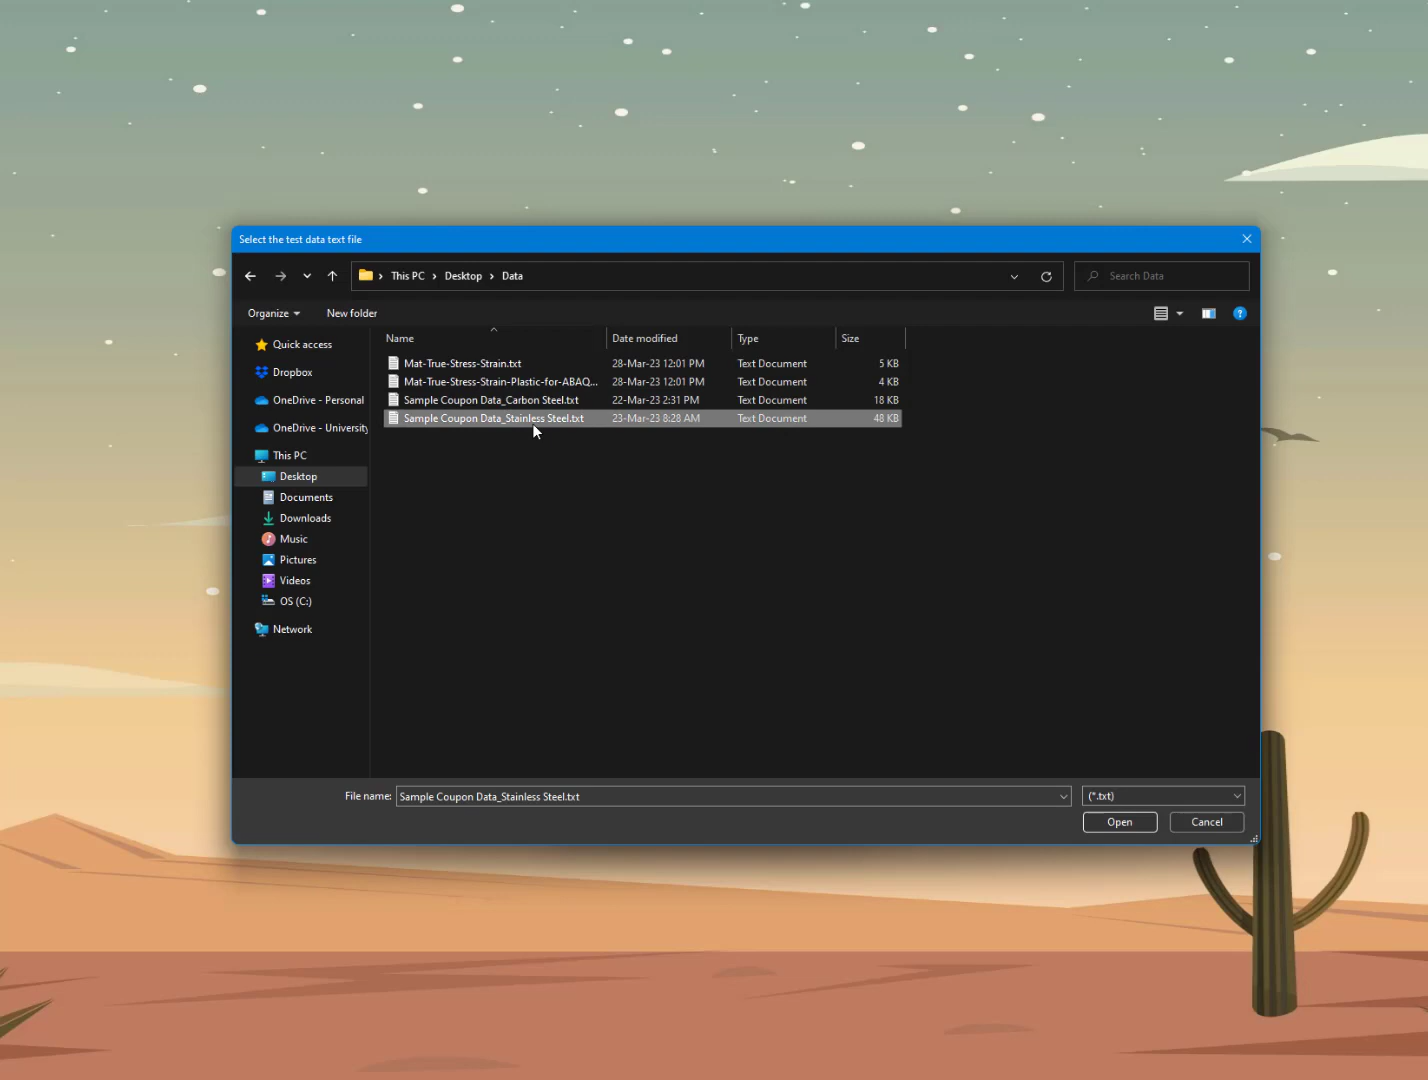 Select the test data text file
This PC > Desktop > Data
Search Data
Organize
New folder
Name
Date modified
Type
Size
Mat-True-Stress-Strain.txt 28-Mar-23 12:01 PM Text Document 5 KB
Mat-True-Stress-Strain-Plastic-for-ABAQ... 28-Mar-23 12:01 PM Text Document 4 KB
Sample Coupon Data_Carbon Steel.txt 22-Mar-23 2:31 PM Text Document 18 KB
Sample Coupon Data_Stainless Steel.txt 23-Mar-23 8:28 AM Text Document 48 KB
Quick access
Dropbox
OneDrive - Personal
OneDrive - University
This PC
Desktop
Documents
Downloads
Music
Pictures
Videos
OS (C:)
Network
File name: Sample Coupon Data_Stainless Steel.txt
(*.txt)
Open
Cancel